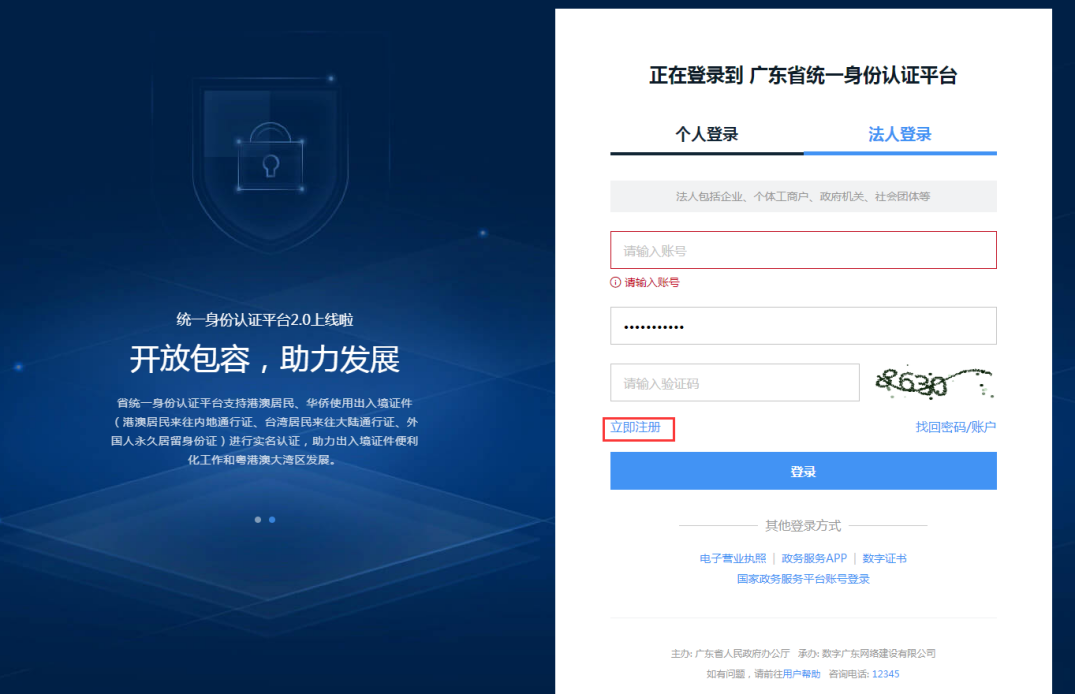 统一身份认证平台2.0上线啦
开放包容，助力发展
省统一身份认证平台支持港澳居民、华侨使用出入境证件
（港澳居民来往内地通行证、台湾居民来往大陆通行证、外
国人永久居留身份证）进行实名认证，助力出入境证件便利
化工作和粤港澳大湾区发展。
正在登录到 广东省统一身份认证平台
个人登录 法人登录
法人包括企业、个体工商户、政府机关、社会团体等
请输入账号
请输入账号
•••••••••••
请输入验证码 8630
立即注册 找回密码/账户
登录
其他登录方式
电子营业执照 | 政务服务APP | 数字证书
国家政务服务平台账号登录
主办: 广东省人民政府办公厅 承办: 数字广东网络建设有限公司
如有问题，请前往用户帮助 咨询电话: 12345